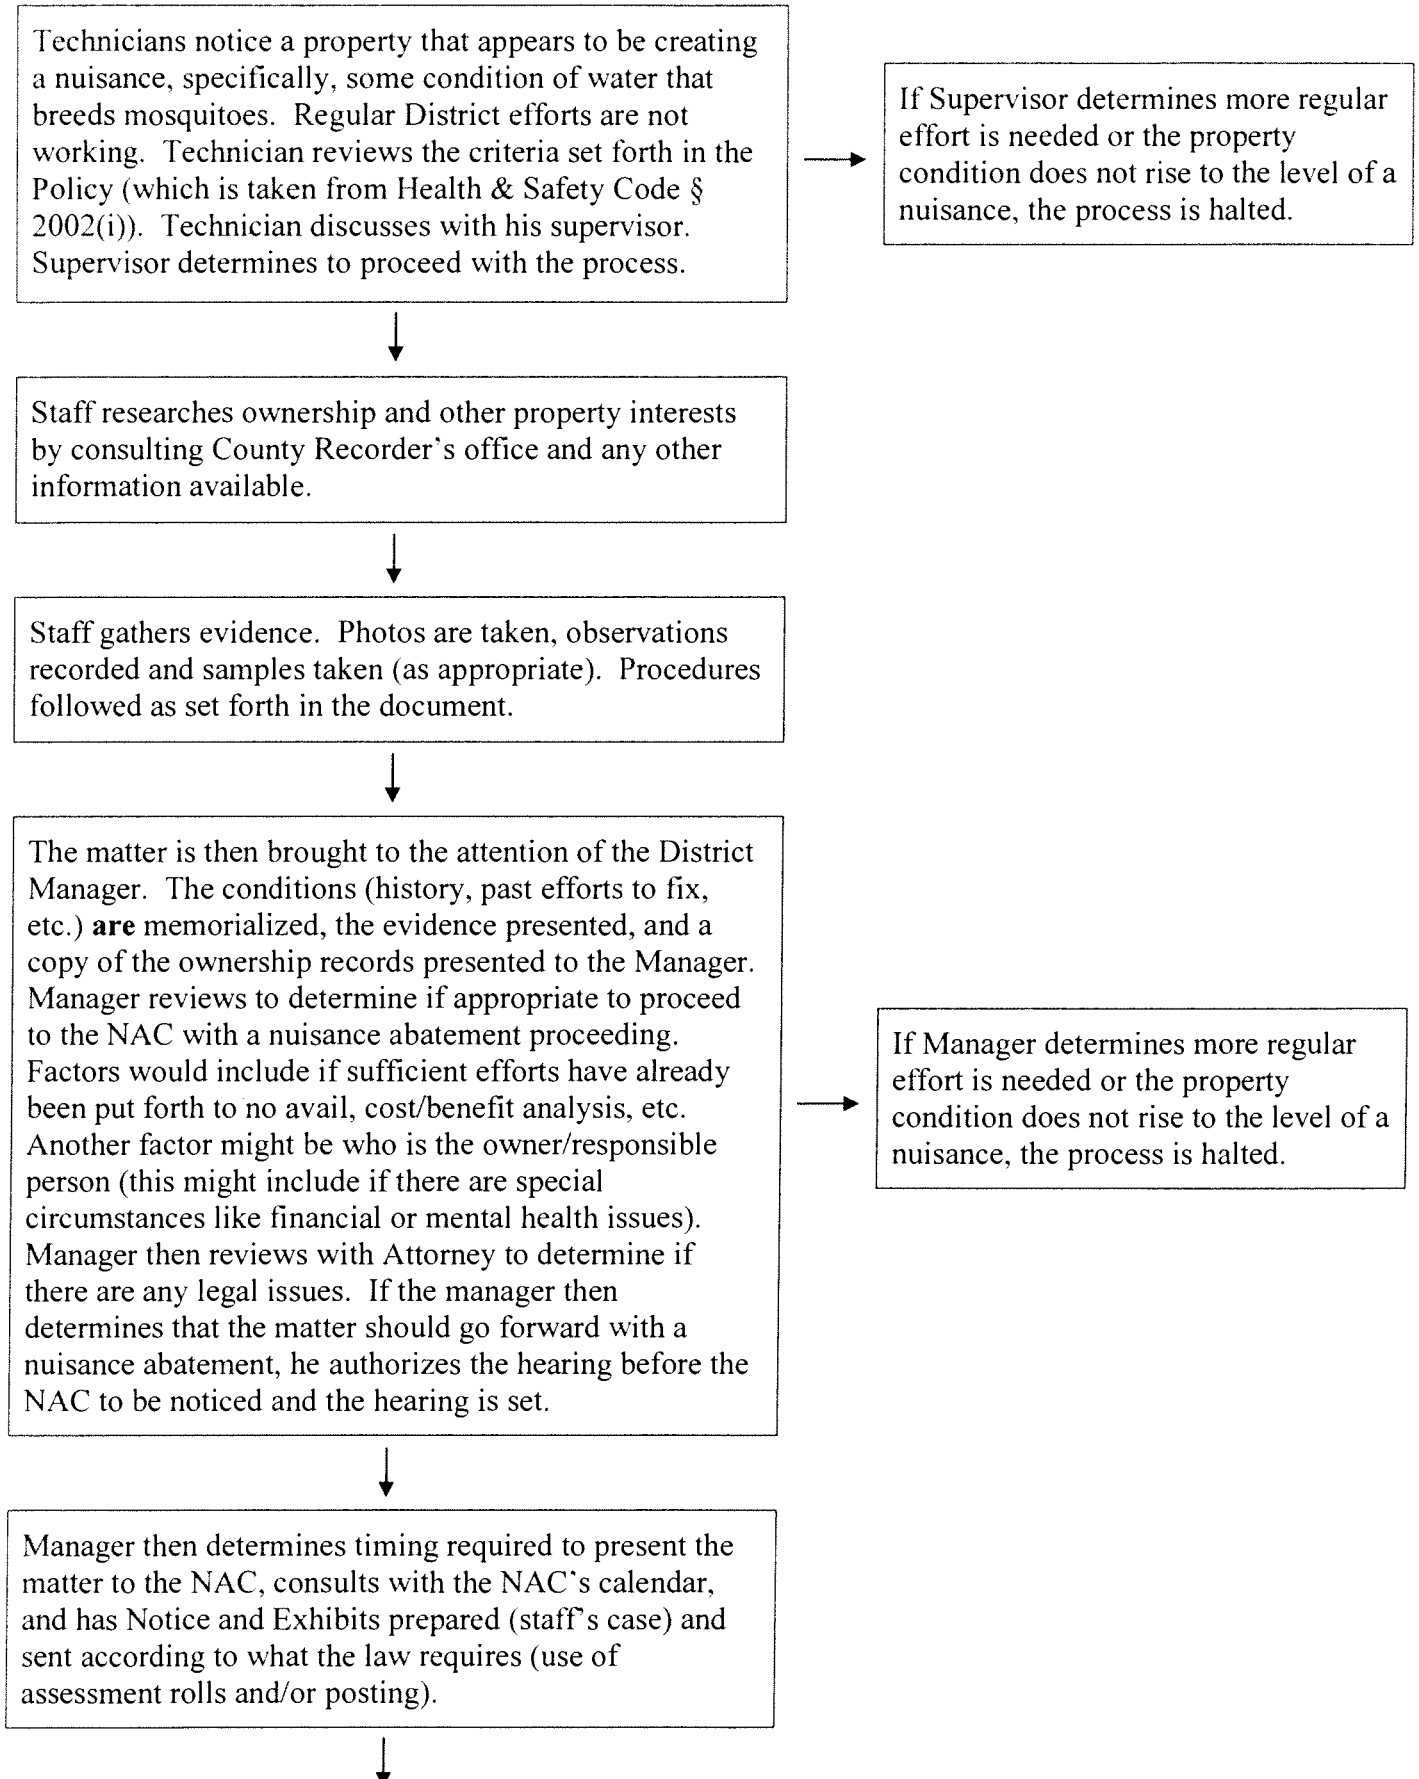 Technicians notice a property that appears to be creating
a nuisance, specifically, some condition of water that
breeds mosquitoes. Regular District efforts are not
working. Technician reviews the criteria set forth in the
Policy (which is taken from Health & Safety Code §
2002(i)). Technician discusses with his supervisor.
Supervisor determines to proceed with the process.
If Supervisor determines more regular
effort is needed or the property
condition does not rise to the level of a
nuisance, the process is halted.
Staff researches ownership and other property interests
by consulting County Recorder's office and any other
information available.
Staff gathers evidence. Photos are taken, observations
recorded and samples taken (as appropriate). Procedures
followed as set forth in the document.
The matter is then brought to the attention of the District
Manager. The conditions (history, past efforts to fix,
etc.) are memorialized, the evidence presented, and a
copy of the ownership records presented to the Manager.
Manager reviews to determine if appropriate to proceed
to the NAC with a nuisance abatement proceeding.
Factors would include if sufficient efforts have already
been put forth to no avail, cost/benefit analysis, etc.
Another factor might be who is the owner/responsible
person (this might include if there are special
circumstances like financial or mental health issues).
Manager then reviews with Attorney to determine if
there are any legal issues. If the manager then
determines that the matter should go forward with a
nuisance abatement, he authorizes the hearing before the
NAC to be noticed and the hearing is set.
If Manager determines more regular
effort is needed or the property
condition does not rise to the level of a
nuisance, the process is halted.
Manager then determines timing required to present the
matter to the NAC, consults with the NAC's calendar,
and has Notice and Exhibits prepared (staff's case) and
sent according to what the law requires (use of
assessment rolls and/or posting).